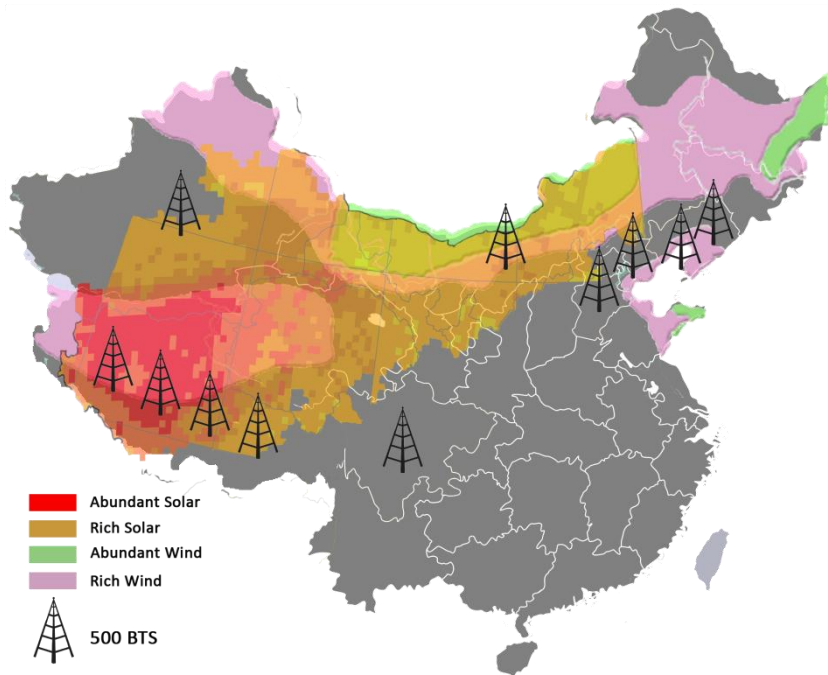 Abundant Solar
Rich Solar
Abundant Wind
Rich Wind
500 BTS